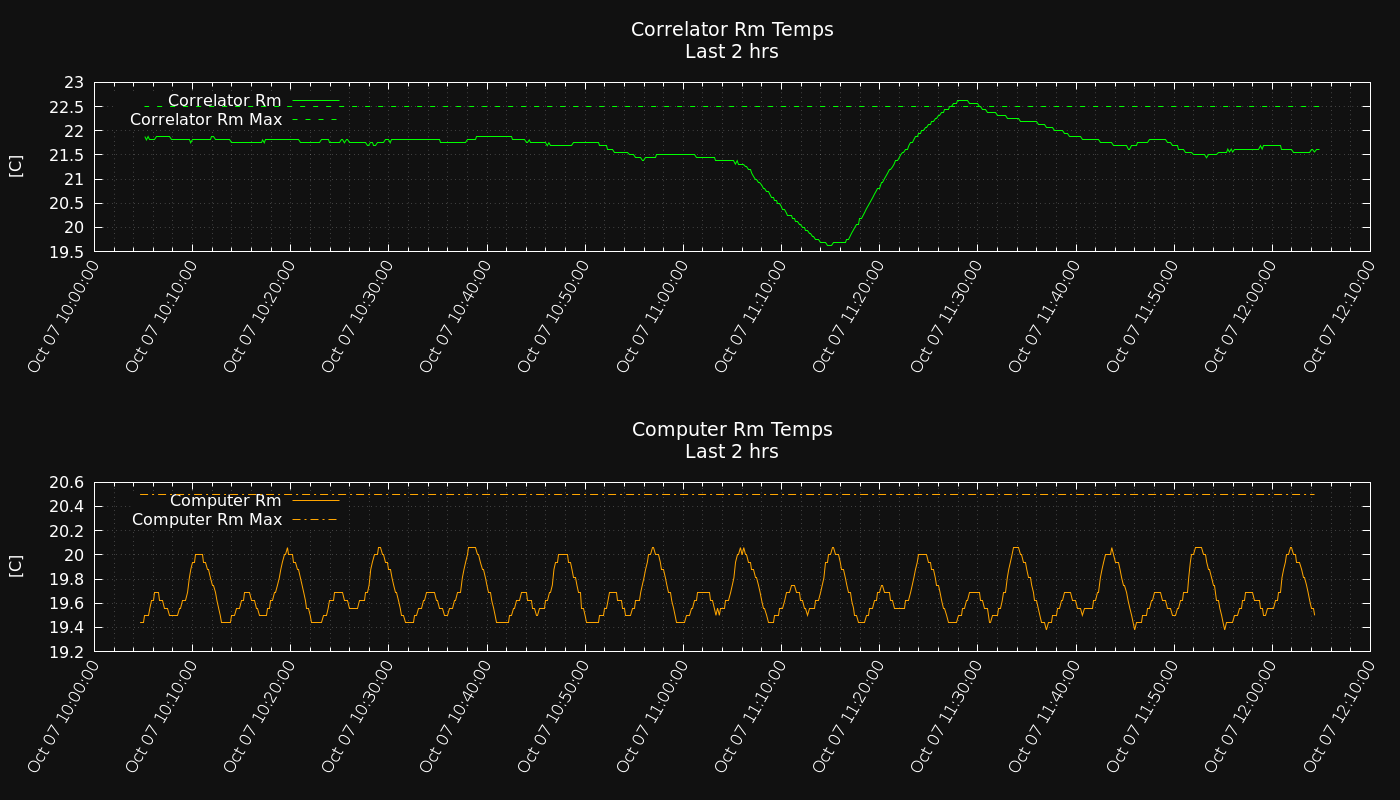 Correlator Rm Temps
Last 2 hrs
[C]
23
22.5
22
21.5
21
20.5
20
19.5
Correlator Rm
Correlator Rm Max
Oct 07 10:00:00
Oct 07 10:10:00
Oct 07 10:20:00
Oct 07 10:30:00
Oct 07 10:40:00
Oct 07 10:50:00
Oct 07 11:00:00
Oct 07 11:10:00
Oct 07 11:20:00
Oct 07 11:30:00
Oct 07 11:40:00
Oct 07 11:50:00
Oct 07 12:00:00
Oct 07 12:10:00
Computer Rm Temps
Last 2 hrs
[C]
20.6
20.4
20.2
20
19.8
19.6
19.4
19.2
Computer Rm
Computer Rm Max
Oct 07 10:00:00
Oct 07 10:10:00
Oct 07 10:20:00
Oct 07 10:30:00
Oct 07 10:40:00
Oct 07 10:50:00
Oct 07 11:00:00
Oct 07 11:10:00
Oct 07 11:20:00
Oct 07 11:30:00
Oct 07 11:40:00
Oct 07 11:50:00
Oct 07 12:00:00
Oct 07 12:10:00